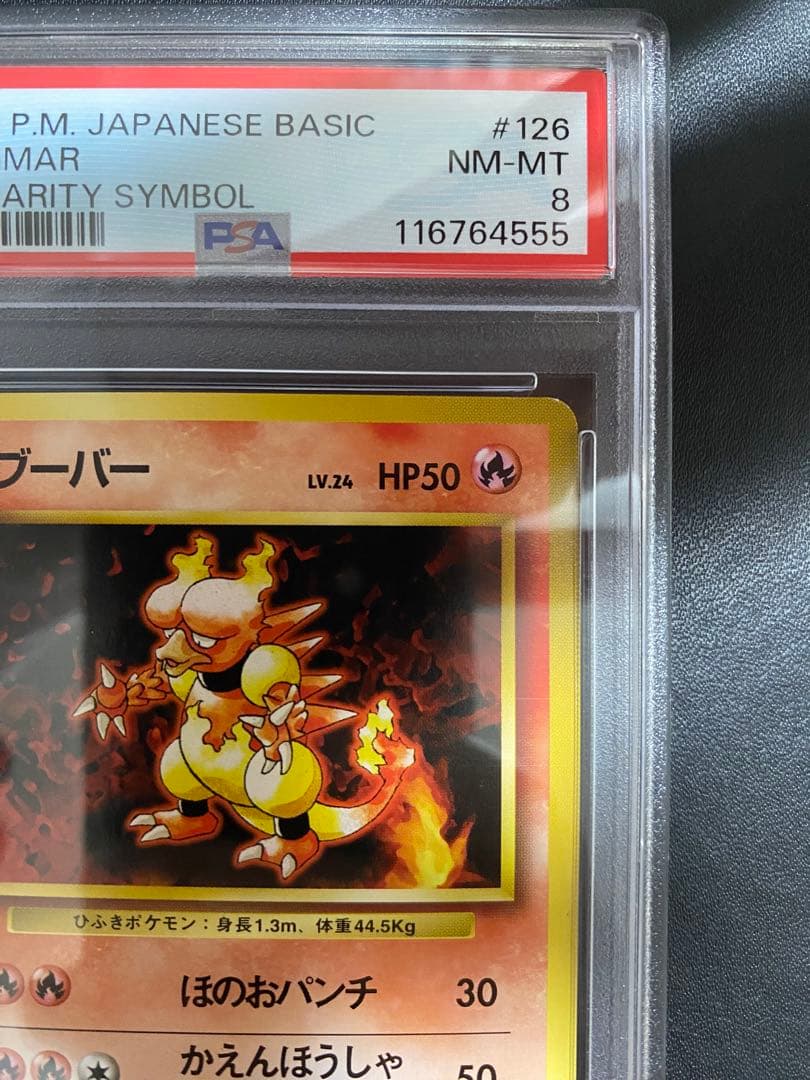 P.M. JAPANESE BASIC #126
MAR NM-MT
ARITY SYMBOL 8
PSA 116764555
ブーバー LV.24 HP50
ひふきポケモン：身長1.3m、体重44.5Kg
ほのおパンチ 30
かえんほうしゃ 50